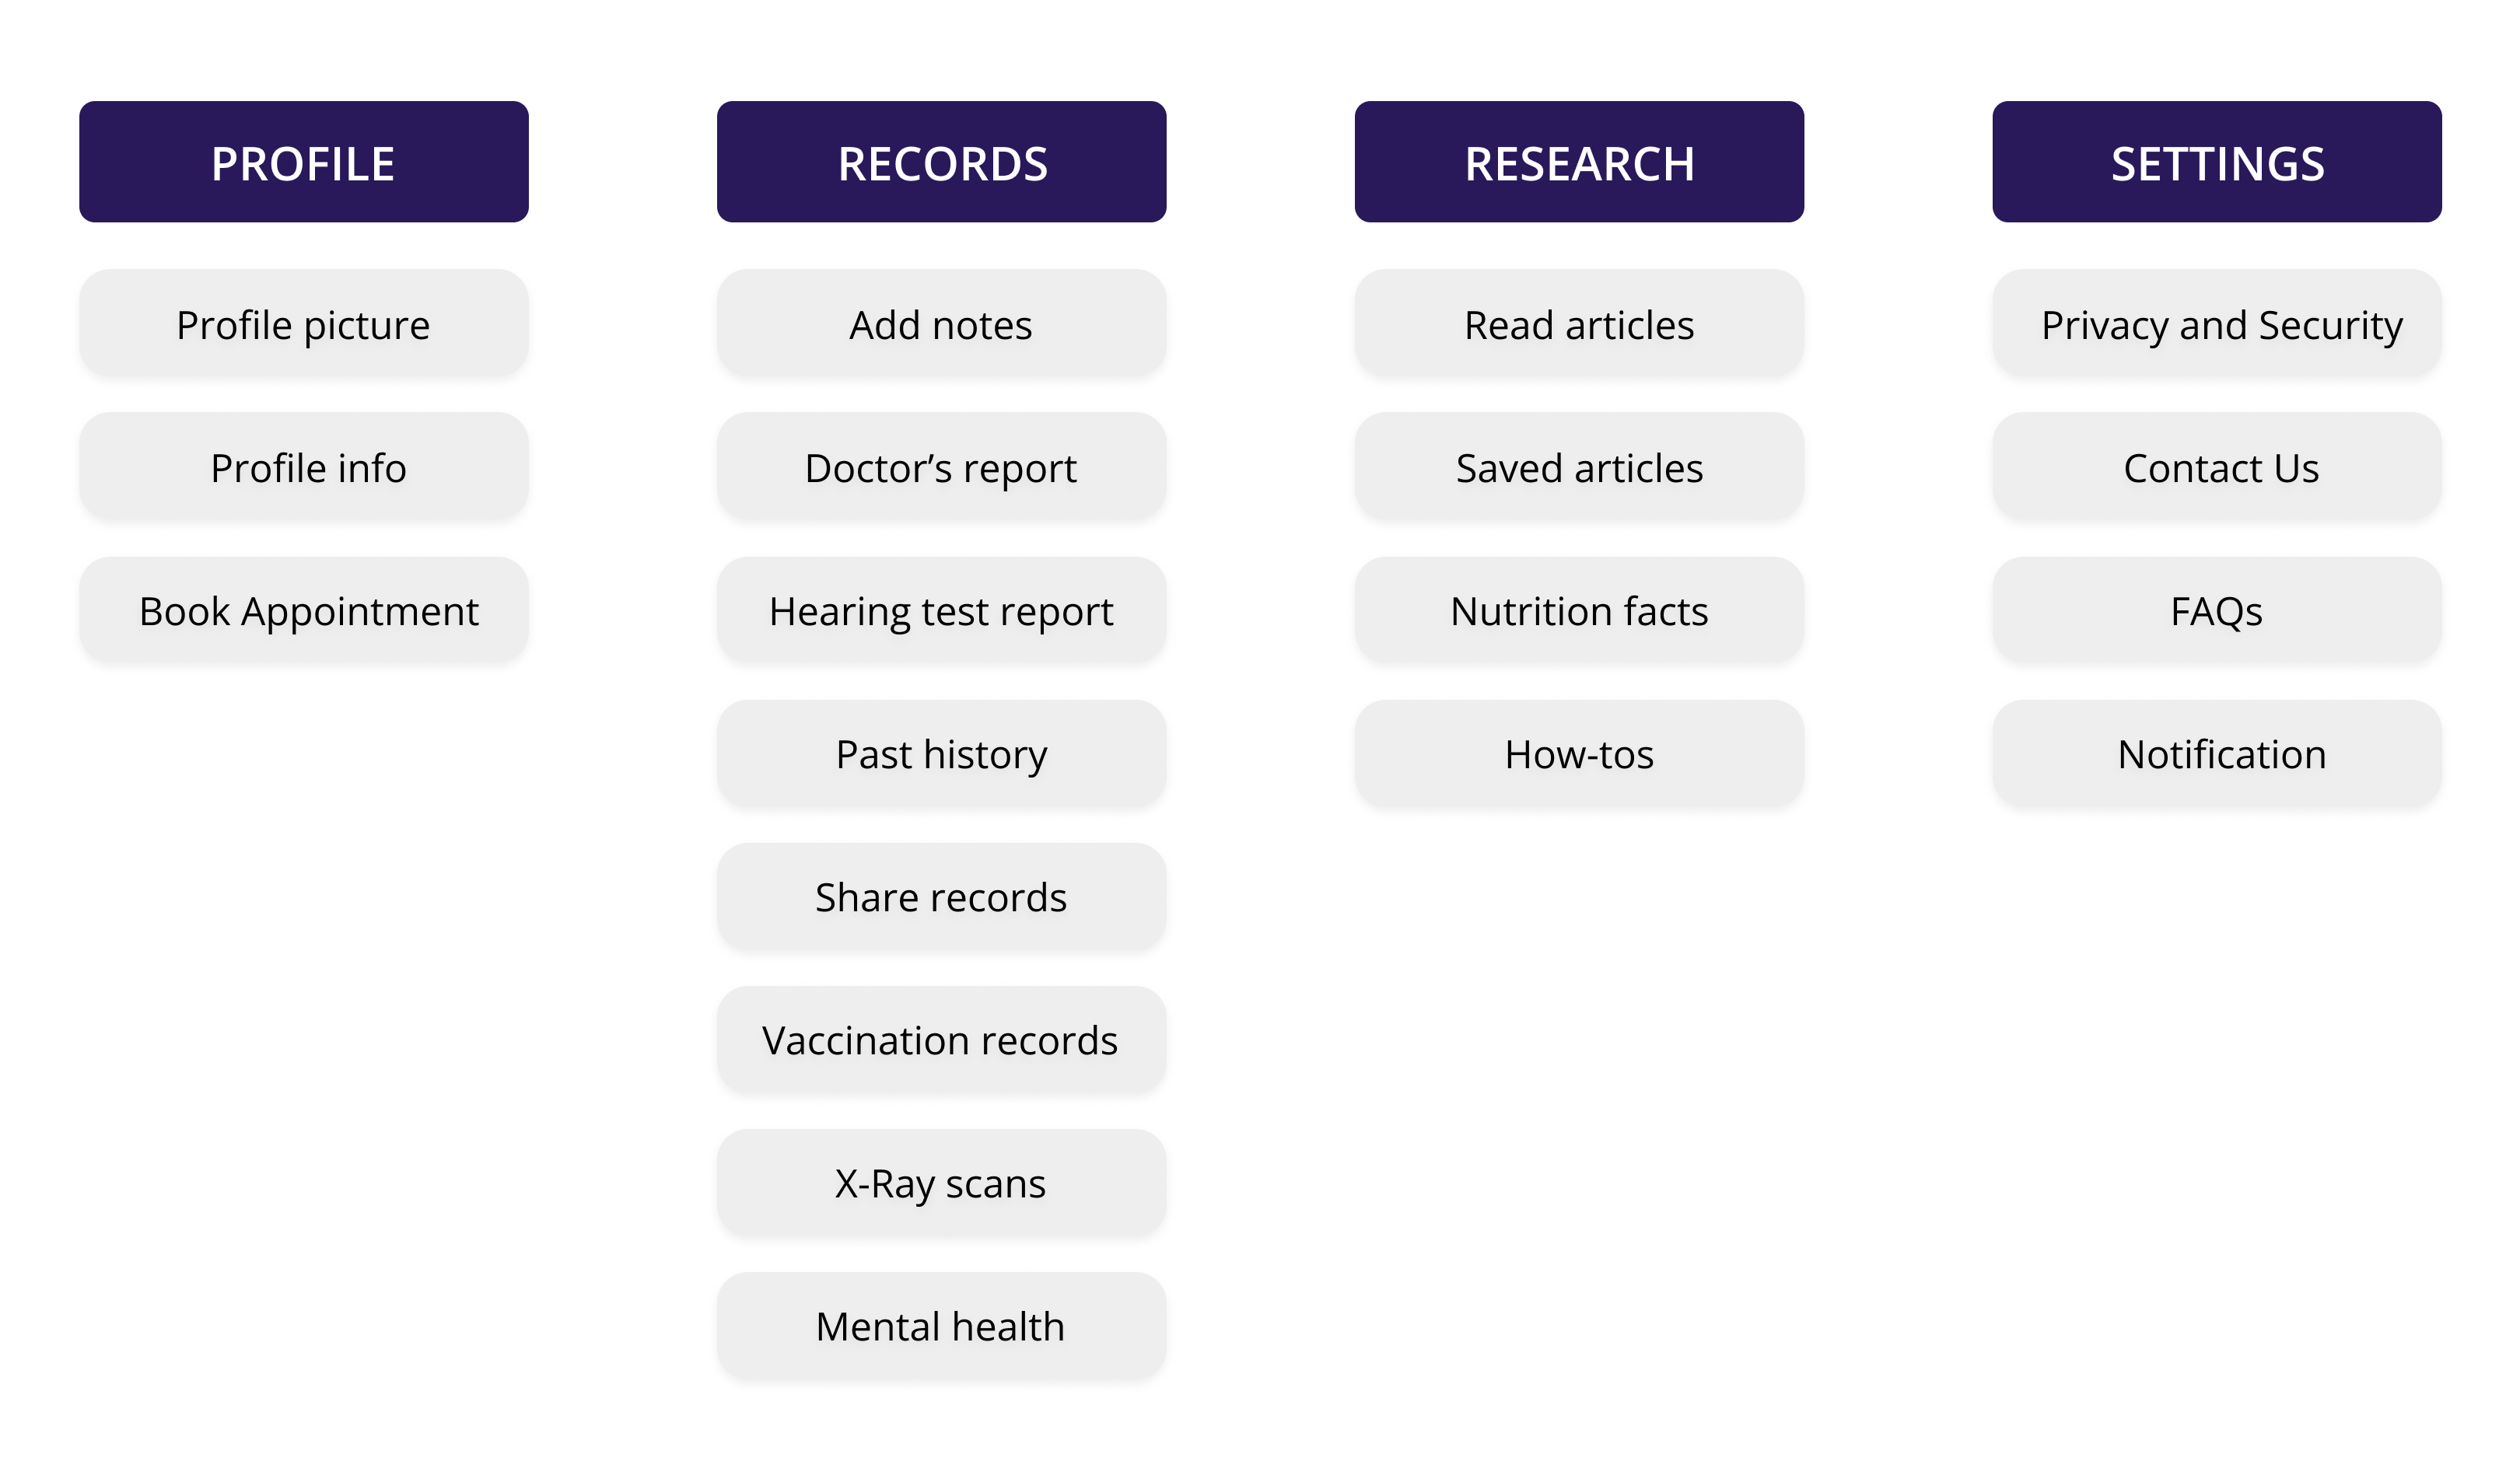 PROFILE
Profile picture
Profile info
Book Appointment
RECORDS
Add notes
Doctor’s report
Hearing test report
Past history
Share records
Vaccination records
X-Ray scans
Mental health
RESEARCH
Read articles
Saved articles
Nutrition facts
How-tos
SETTINGS
Privacy and Security
Contact Us
FAQs
Notification